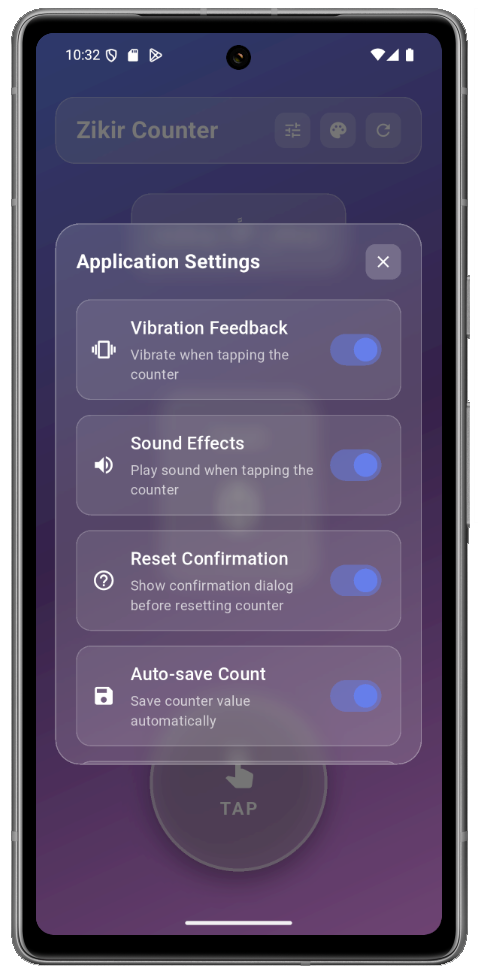 10:32
Zikir Counter
Application Settings
Vibration Feedback
Vibrate when tapping the
counter
Sound Effects
Play sound when tapping the
counter
Reset Confirmation
Show confirmation dialog
before resetting counter
Auto-save Count
Save counter value
automatically
TAP